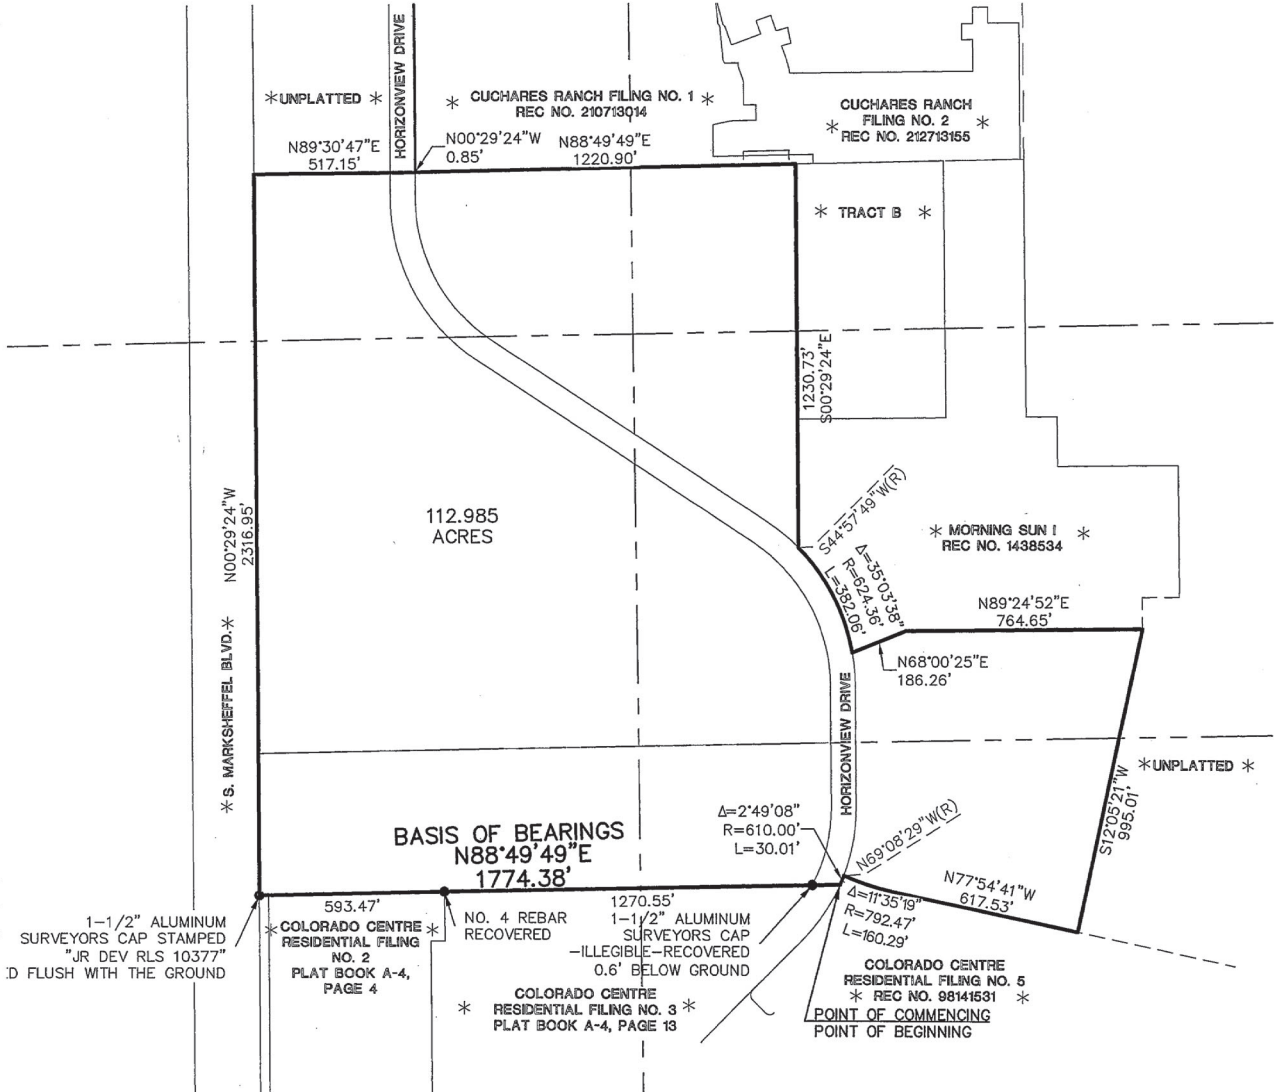 HORIZONVIEW DRIVE
*UNPLATTED *
* CUCHARES RANCH FILING NO. 1 *
REC NO. 210713014
CUCHARES RANCH
FILING NO. 2
* REC NO. 212713155 *
N89°30'47"E
517.15'
N00°29'24"W
0.85'
N88°49'49"E
1220.90'
* TRACT B *
1230.73'
S00°29'24"E
112.985
ACRES
N00°29'24"W
2316.95'
S44°57'49"W(R)
Δ=35°03'38"
R=624.36'
L=382.06'
* MORNING SUN I *
REC NO. 1438534
N89°24'52"E
764.65'
N68°00'25"E
186.26'
* S. MARKSHEFFEL BLVD. *
HORIZONVIEW DRIVE
*UNPLATTED *
S12°05'21"W
995.01'
Δ=2°49'08"
R=610.00'
L=30.01'
N69°08'29"W(R)
BASIS OF BEARINGS
N88°49'49"E
1774.38'
N77°54'41"W
617.53'
Δ=11°35'19"
R=792.47'
L=160.29'
593.47'
1270.55'
1-1/2" ALUMINUM
SURVEYORS CAP STAMPED
"JR DEV RLS 10377"
D FLUSH WITH THE GROUND
* COLORADO CENTRE *
RESIDENTIAL FILING
NO. 2
PLAT BOOK A-4,
PAGE 4
NO. 4 REBAR
RECOVERED
1-1/2" ALUMINUM
SURVEYORS CAP
-ILLEGIBLE-RECOVERED
0.6' BELOW GROUND
COLORADO CENTRE
* RESIDENTIAL FILING NO. 3 *
PLAT BOOK A-4, PAGE 13
COLORADO CENTRE
RESIDENTIAL FILING NO. 5
* REC NO. 98141531 *
POINT OF COMMENCING
POINT OF BEGINNING